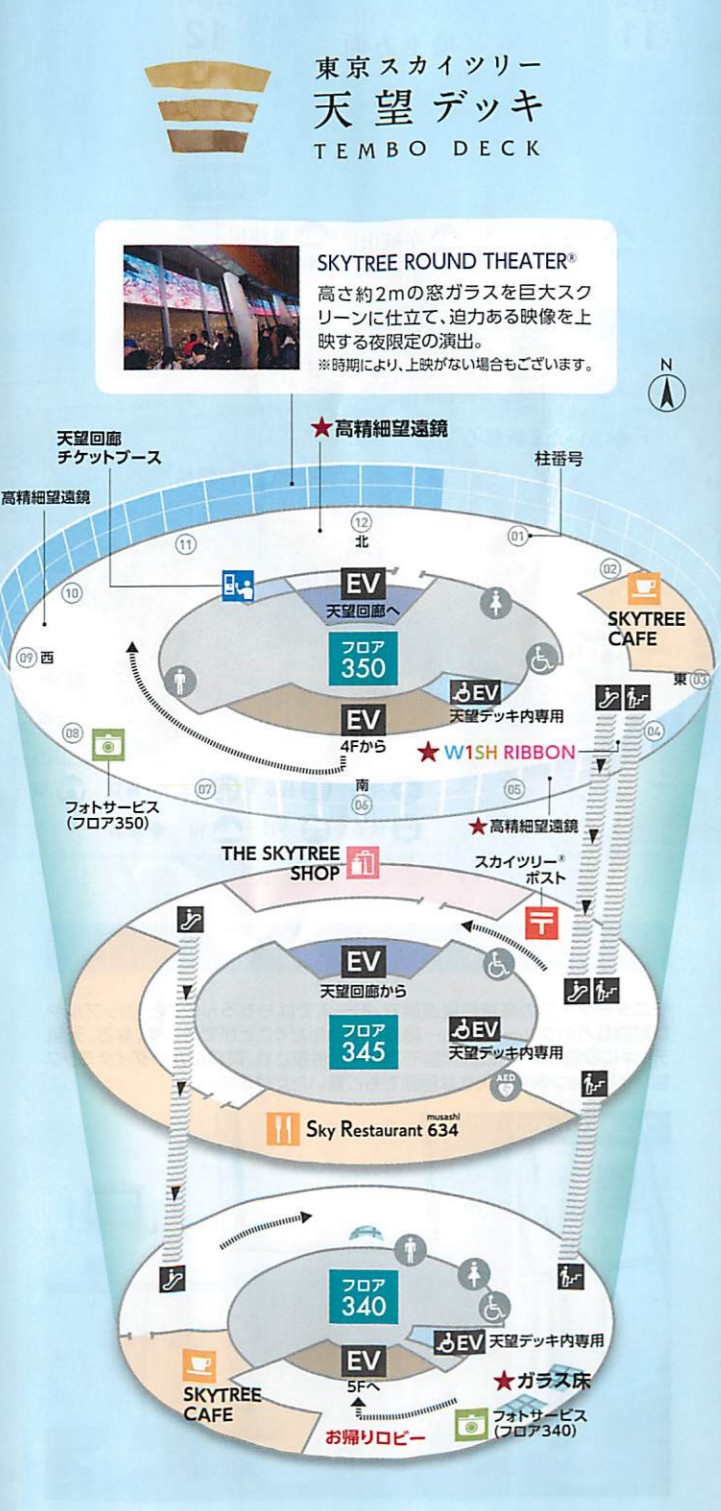 東京スカイツリー
天望デッキ
TEMBO DECK
SKYTREE ROUND THEATER®
高さ約2mの窓ガラスを巨大スク
リーンに仕立て、迫力ある映像を上
映する夜限定の演出。
※時期により、上映がない場合もございます。
N
天望回廊
チケットブース
★高精細望遠鏡
柱番号
高精細望遠鏡
12
北
01
11
02
10
EV
天望回廊へ
SKYTREE
CAFE
フロア
350
09 西
東 03
EV
天望デッキ内専用
EV
4Fから
★ W1SH RIBBON
04
08
フォトサービス
(フロア350)
07
南
06
05
★高精細望遠鏡
THE SKYTREE
SHOP
スカイツリー®
ポスト
EV
天望回廊から
フロア
345
EV
天望デッキ内専用
AED
musashi
Sky Restaurant 634
フロア
340
EV 天望デッキ内専用
EV
5Fへ
★ガラス床
SKYTREE
CAFE
フォトサービス
(フロア340)
お帰りロビー